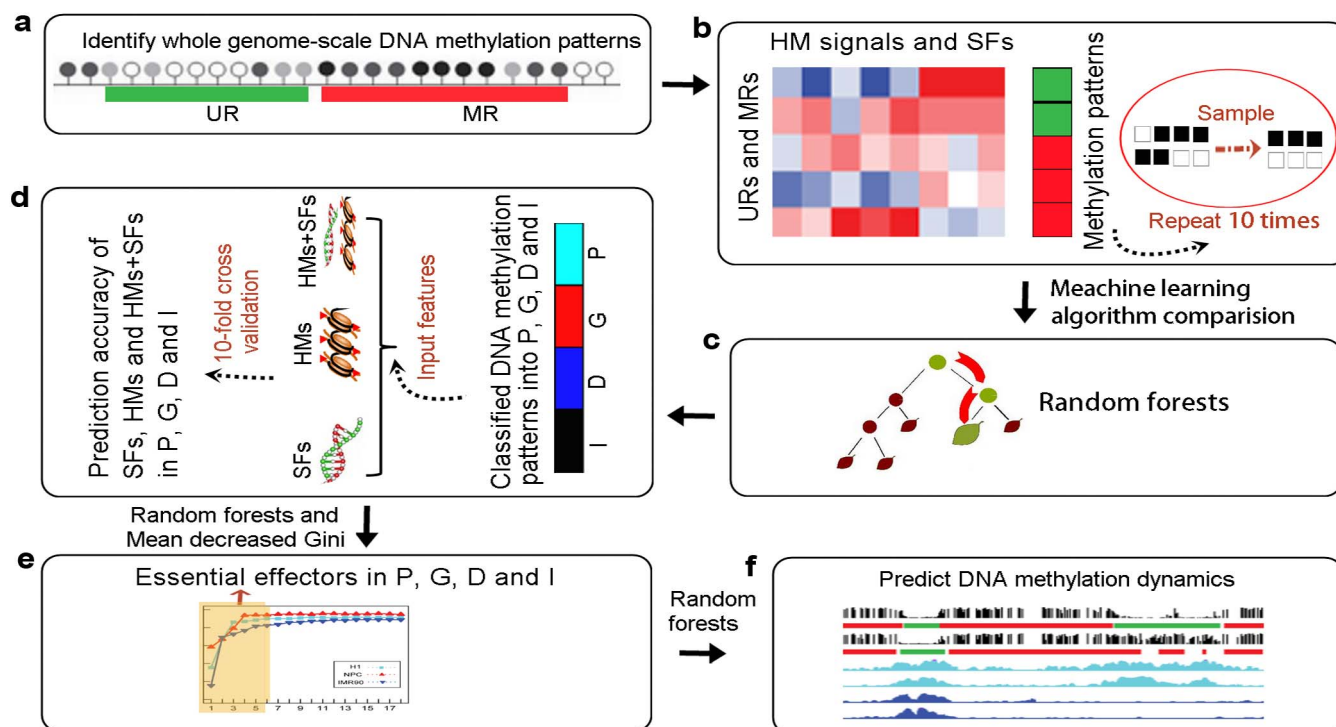 a
Identify whole genome-scale DNA methylation patterns
UR
MR
b
HM signals and SFs
URs and MRs
Methylation patterns
Sample
Repeat 10 times
Meachine learning
algorithm comparision
c
Random forests
d
Prediction accuracy of
SFs, HMs and HMs+SFs
in P, G, D and I
10-fold cross
validation
HMs+SFs
HMs
SFs
Input features
Classified DNA methylation
patterns into P, G, D and I
P
G
D
I
Random forests and
Mean decreased Gini
e
Essential effectors in P, G, D and I
H1
NPC
IMR90
1 3 5 7 9 11 13 15 17
Random
forests
f
Predict DNA methylation dynamics